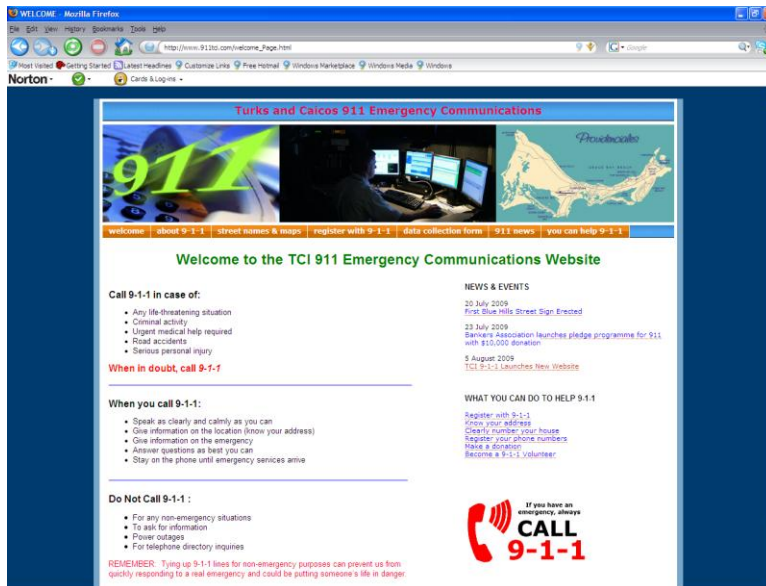 WELCOME - Mozilla Firefox
File Edit View History Bookmarks Tools Help
http://www.911tci.com/welcome_Page.html
Google
Most Visited Getting Started Latest Headlines Customize Links Free Hotmail Windows Marketplace Windows Media Windows
Norton Cards & Log-ins
Turks and Caicos 911 Emergency Communications
911
Providenciales
welcome about 9-1-1 street names & maps register with 9-1-1 data collection form 911 news you can help 9-1-1
Welcome to the TCI 911 Emergency Communications Website
Call 9-1-1 in case of:
Any life-threatening situation
Criminal activity
Urgent medical help required
Road accidents
Serious personal injury
When in doubt, call 9-1-1
When you call 9-1-1:
Speak as clearly and calmly as you can
Give information on the location (know your address)
Give information on the emergency
Answer questions as best you can
Stay on the phone until emergency services arrive
Do Not Call 9-1-1 :
For any non-emergency situations
To ask for information
Power outages
For telephone directory inquiries
REMEMBER: Tying up 9-1-1 lines for non-emergency purposes can prevent us from
quickly responding to a real emergency and could be putting someone's life in danger.
NEWS & EVENTS
20 July 2009
First Blue Hills Street Sign Erected
23 July 2009
Bankers Association launches pledge programme for 911
with $10,000 donation
5 August 2009
TCI 9-1-1 Launches New Website
WHAT YOU CAN DO TO HELP 9-1-1
Register with 9-1-1
Know your address
Clearly number your house
Register your phone numbers
Make a donation
Become a 9-1-1 Volunteer
If you have an
emergency, always
CALL
9-1-1